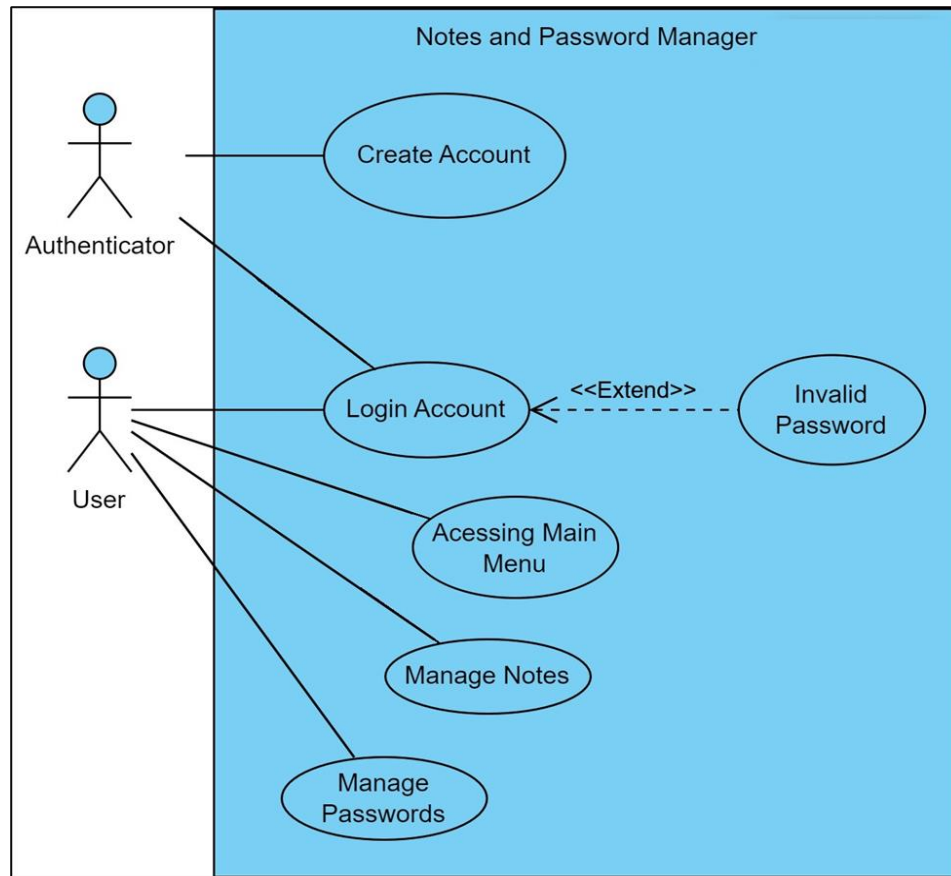 Notes and Password Manager
Create Account
Authenticator
Login Account
<<Extend>>
Invalid
Password
User
Acessing Main
Menu
Manage Notes
Manage
Passwords